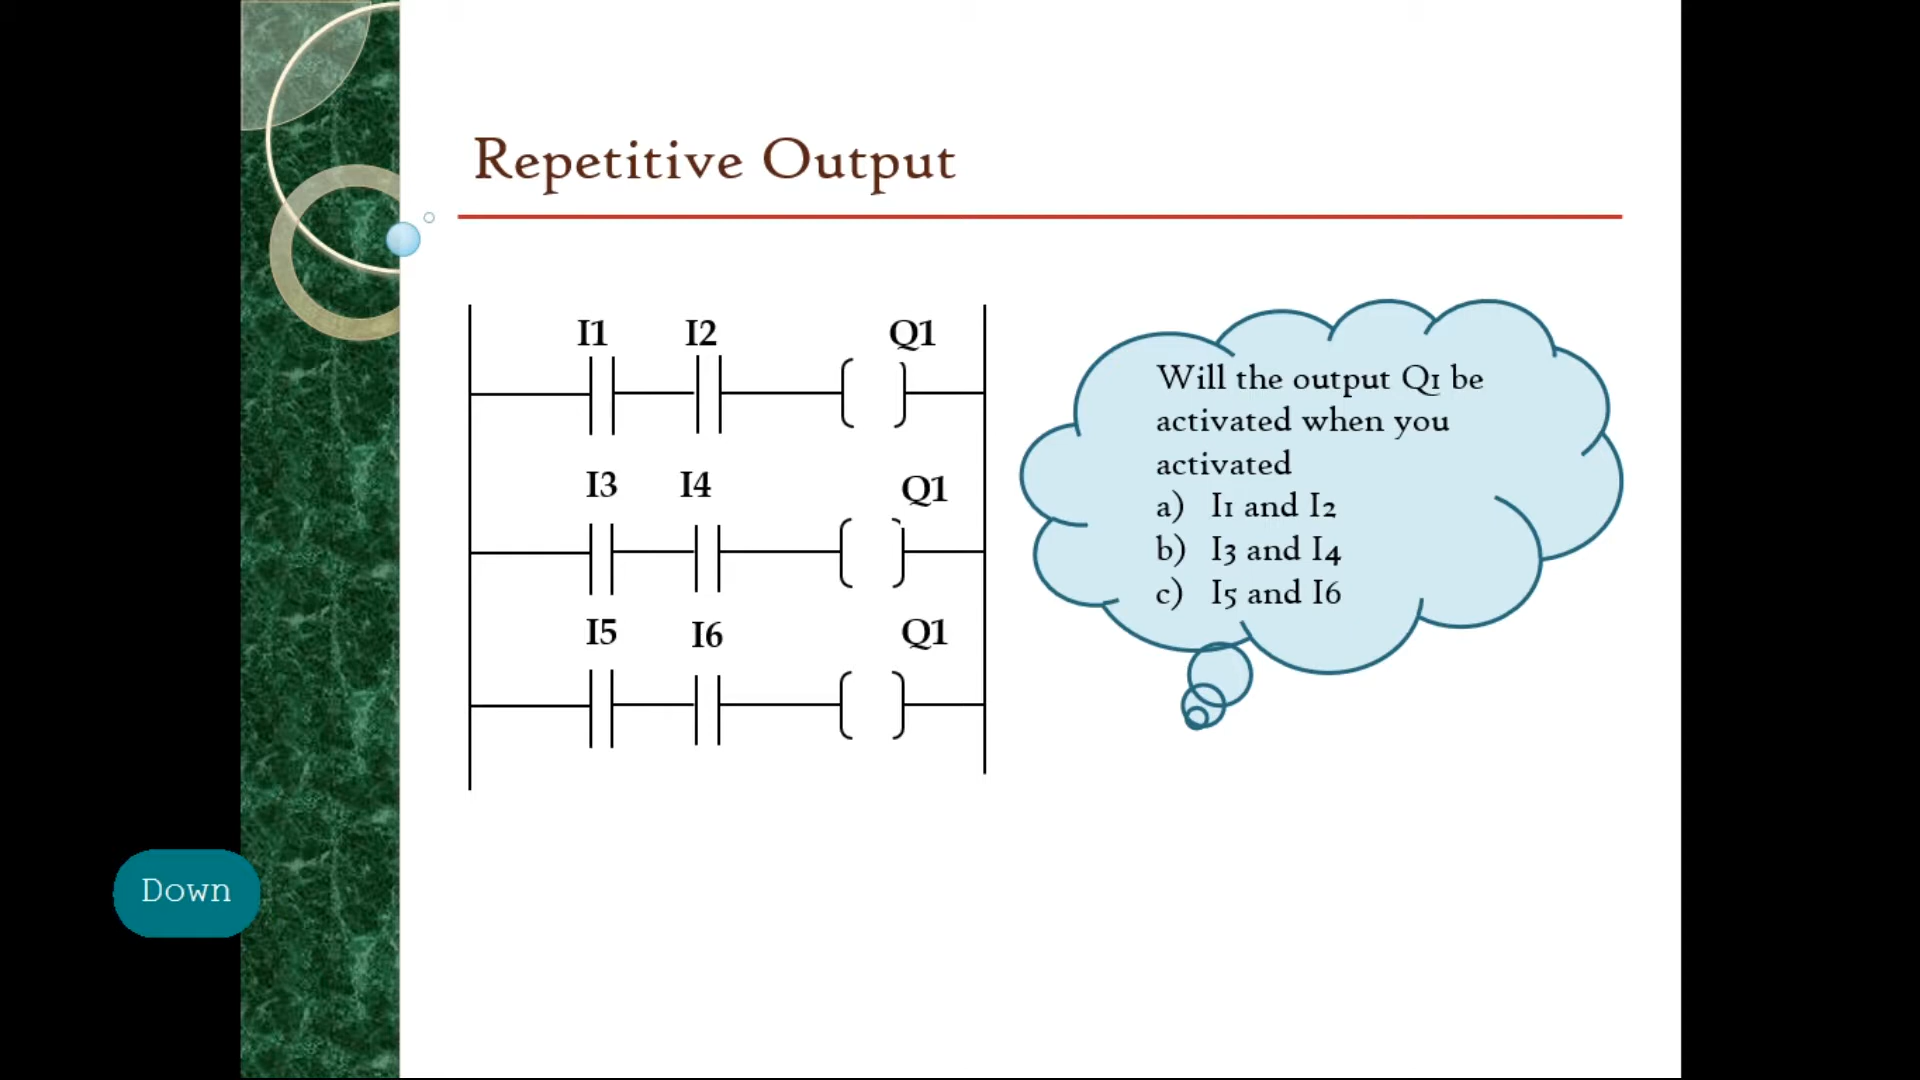 Repetitive Output
I1 I2 Q1
I3 I4 Q1
I5 I6 Q1
Will the output Q1 be
activated when you
activated
a) I1 and I2
b) I3 and I4
c) I5 and I6
Down